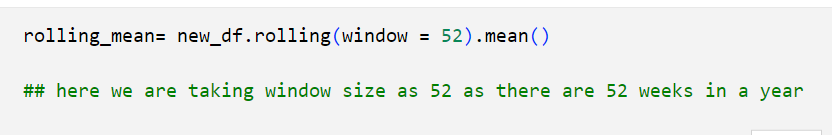 rolling_mean= new_df.rolling(window = 52).mean()
## here we are taking window size as 52 as there are 52 weeks in a year